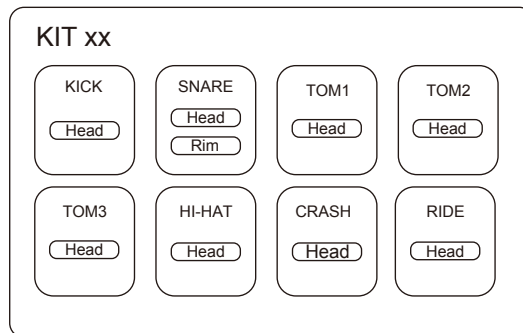 KIT xx
KICK
Head
SNARE
Head
Rim
TOM1
Head
TOM2
Head
TOM3
Head
HI-HAT
Head
CRASH
Head
RIDE
Head